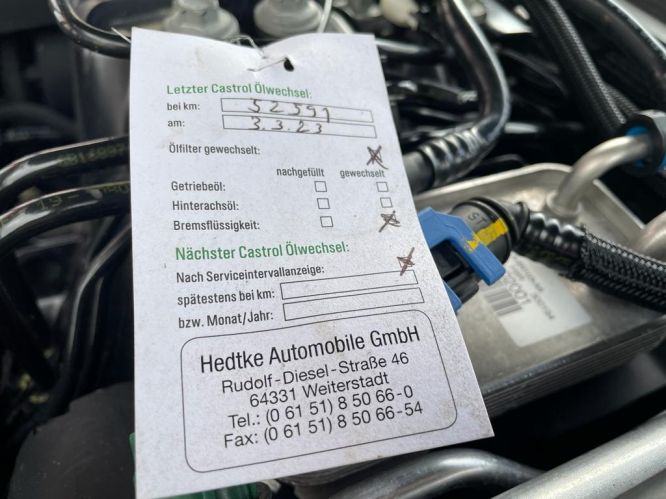 Letzter Castrol Ölwechsel:
bei km: 52591
am: 3.3.23
Ölfilter gewechselt:
nachgefüllt gewechselt
Getriebeöl:
Hinterachsöl:
Bremsflüssigkeit:
Nächster Castrol Ölwechsel:
Nach Serviceintervallanzeige:
spätestens bei km:
bzw. Monat/Jahr:
Hedtke Automobile GmbH
Rudolf-Diesel-Straße 46
64331 Weiterstadt
Tel.: (0 61 51) 8 50 66-0
Fax: (0 61 51) 8 50 66-54